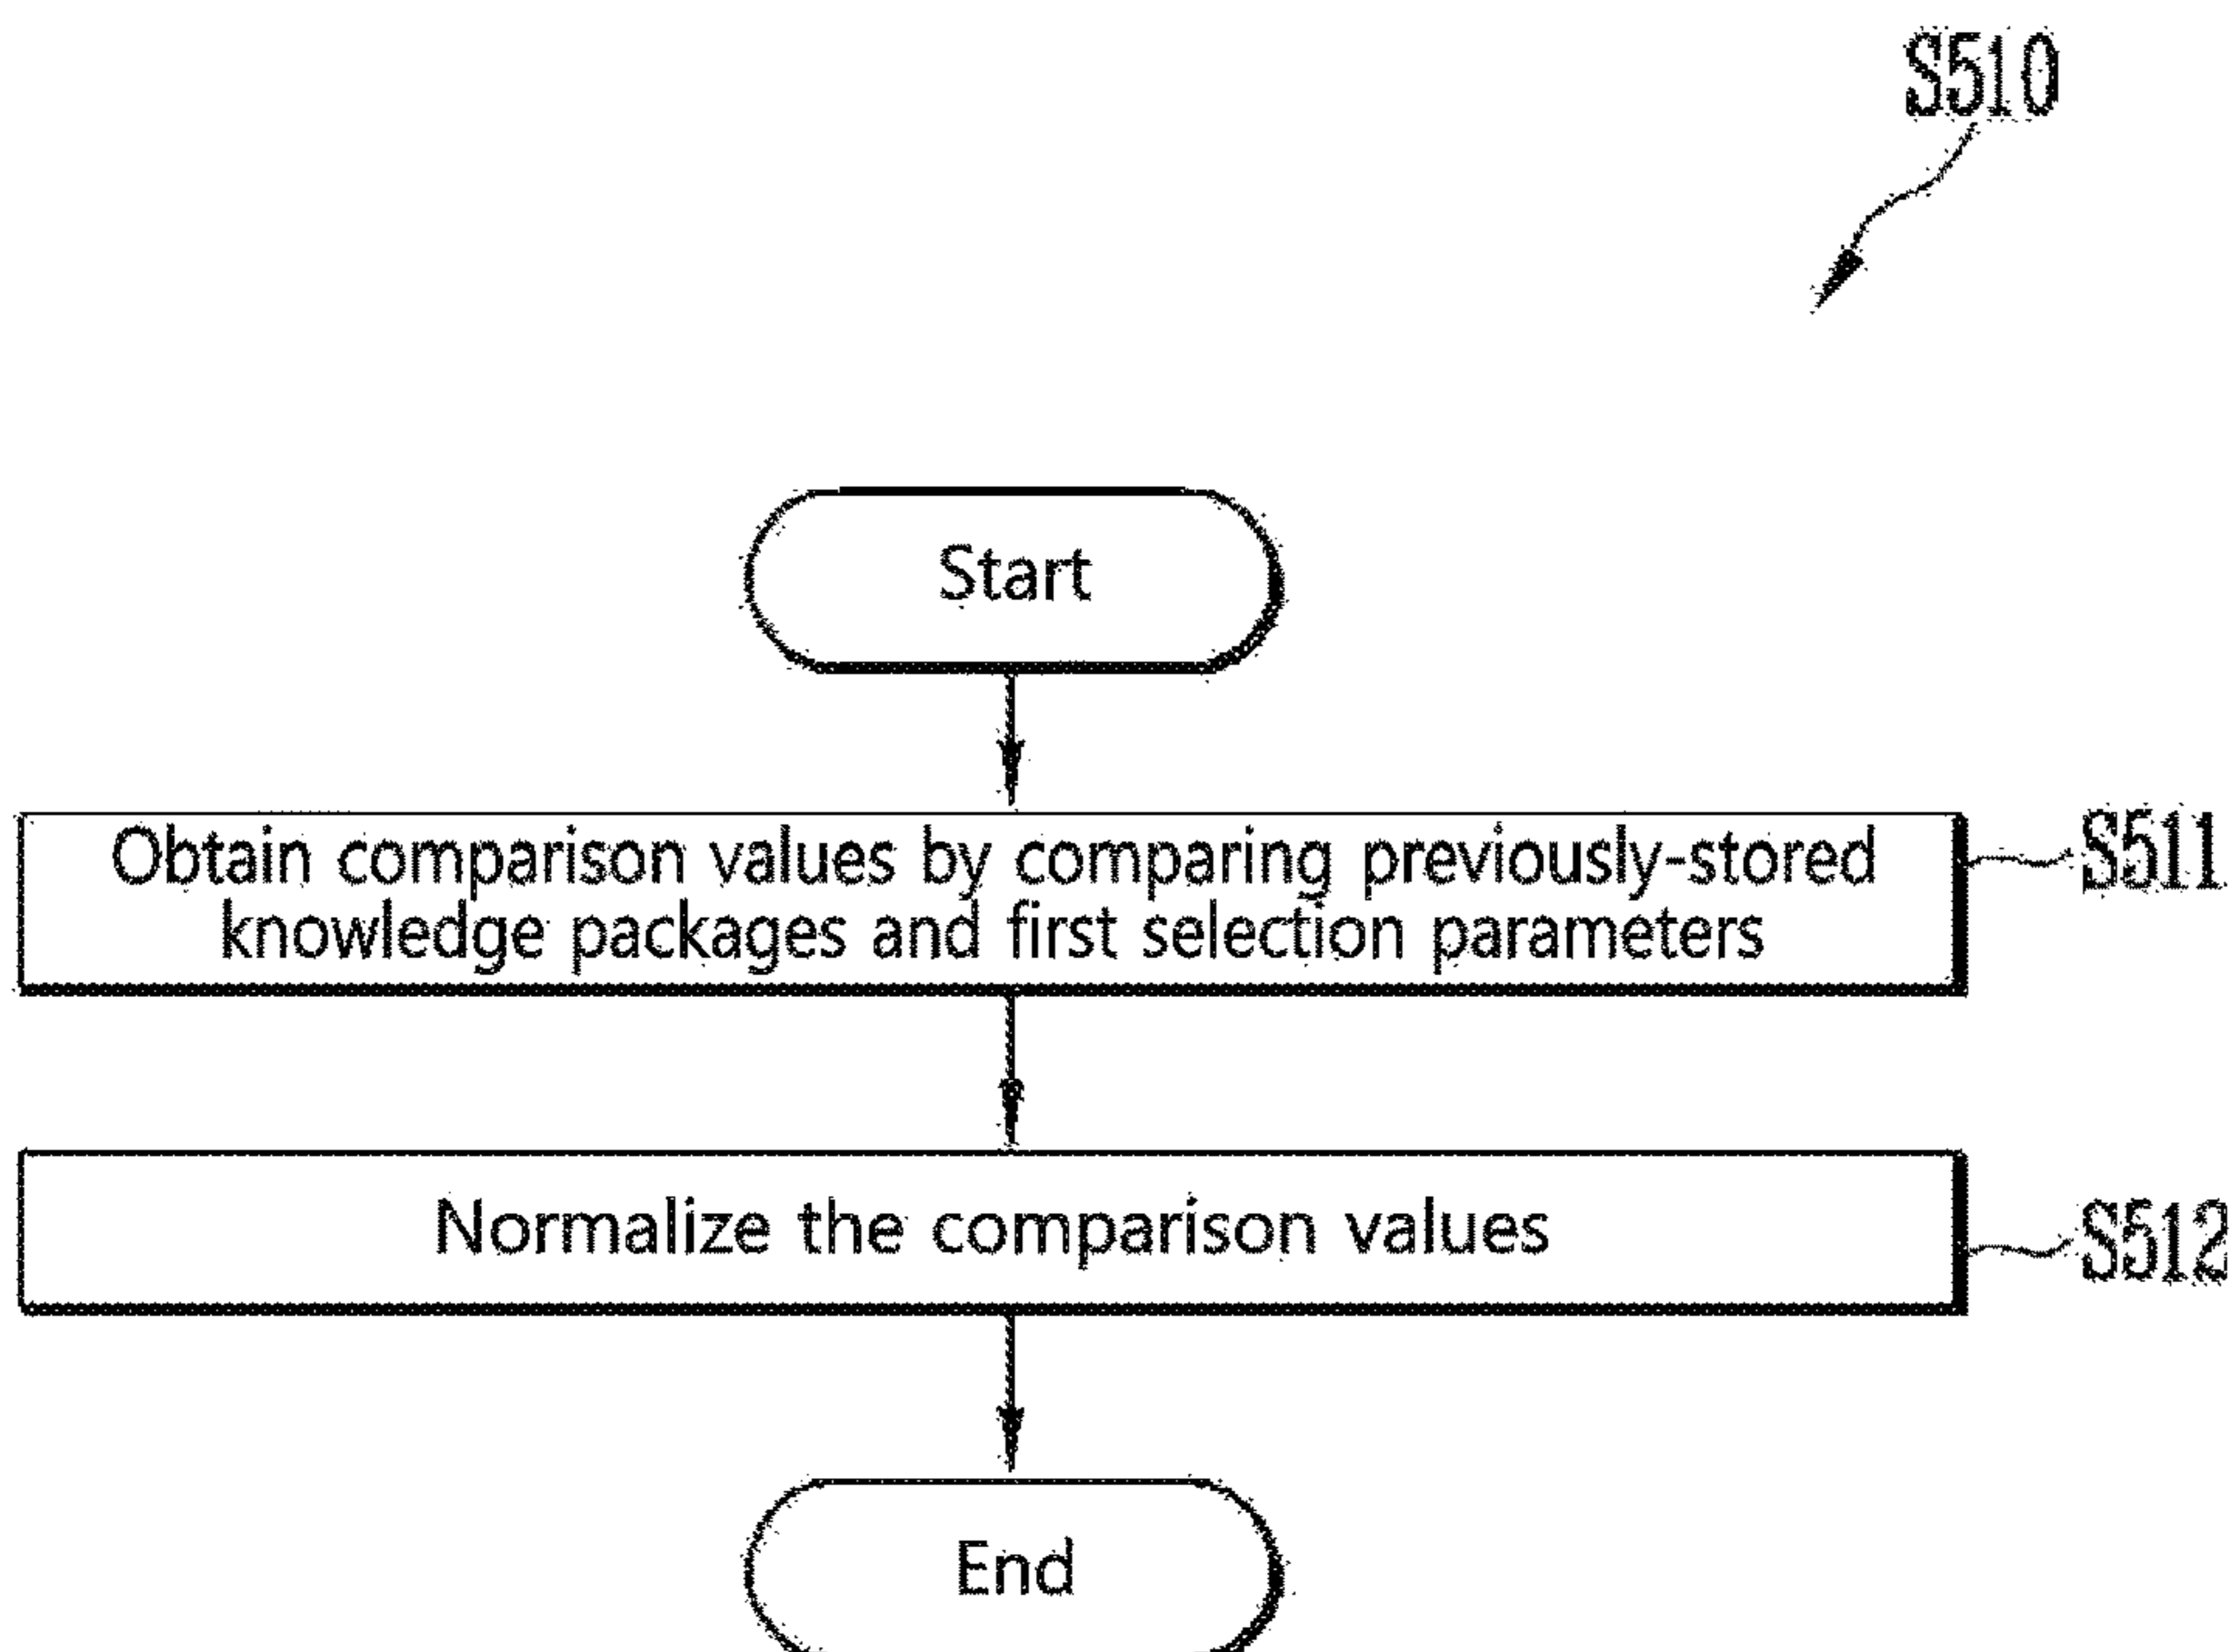 S510
Start
Obtain comparison values by comparing previously-stored
knowledge packages and first selection parameters
S511
Normalize the comparison values
S512
End